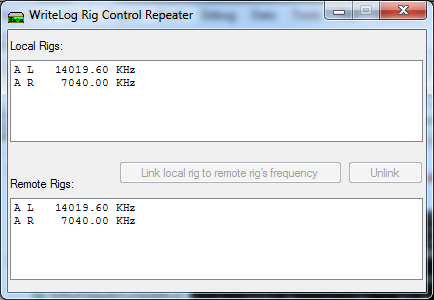 WriteLog Rig Control Repeater
Local Rigs:
A L 14019.60 KHz
A R 7040.00 KHz
Link local rig to remote rig's frequency Unlink
Remote Rigs:
A L 14019.60 KHz
A R 7040.00 KHz